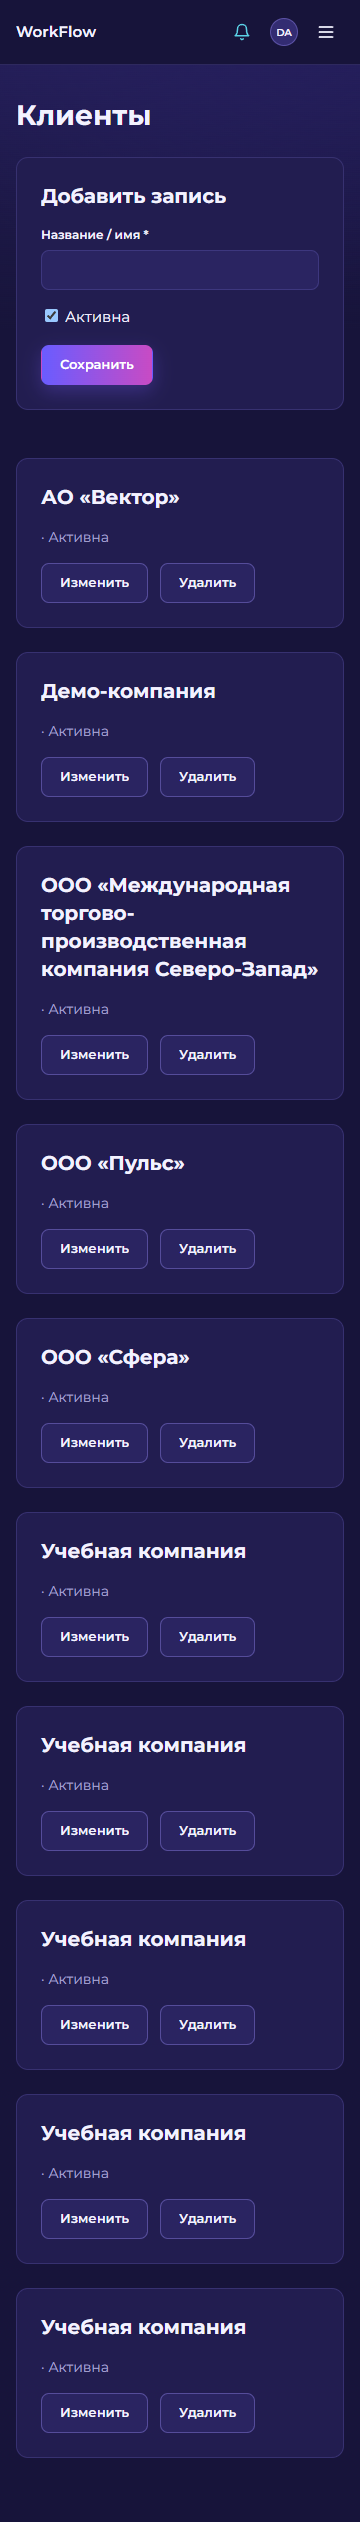 WorkFlow
DA
Клиенты
Добавить запись
Название / имя *
Активна
Сохранить
АО «Вектор»
· Активна
Изменить Удалить
Демо-компания
· Активна
Изменить Удалить
ООО «Международная
торгово-
производственная
компания Северо-Запад»
· Активна
Изменить Удалить
ООО «Пульс»
· Активна
Изменить Удалить
ООО «Сфера»
· Активна
Изменить Удалить
Учебная компания
· Активна
Изменить Удалить
Учебная компания
· Активна
Изменить Удалить
Учебная компания
· Активна
Изменить Удалить
Учебная компания
· Активна
Изменить Удалить
Учебная компания
· Активна
Изменить Удалить